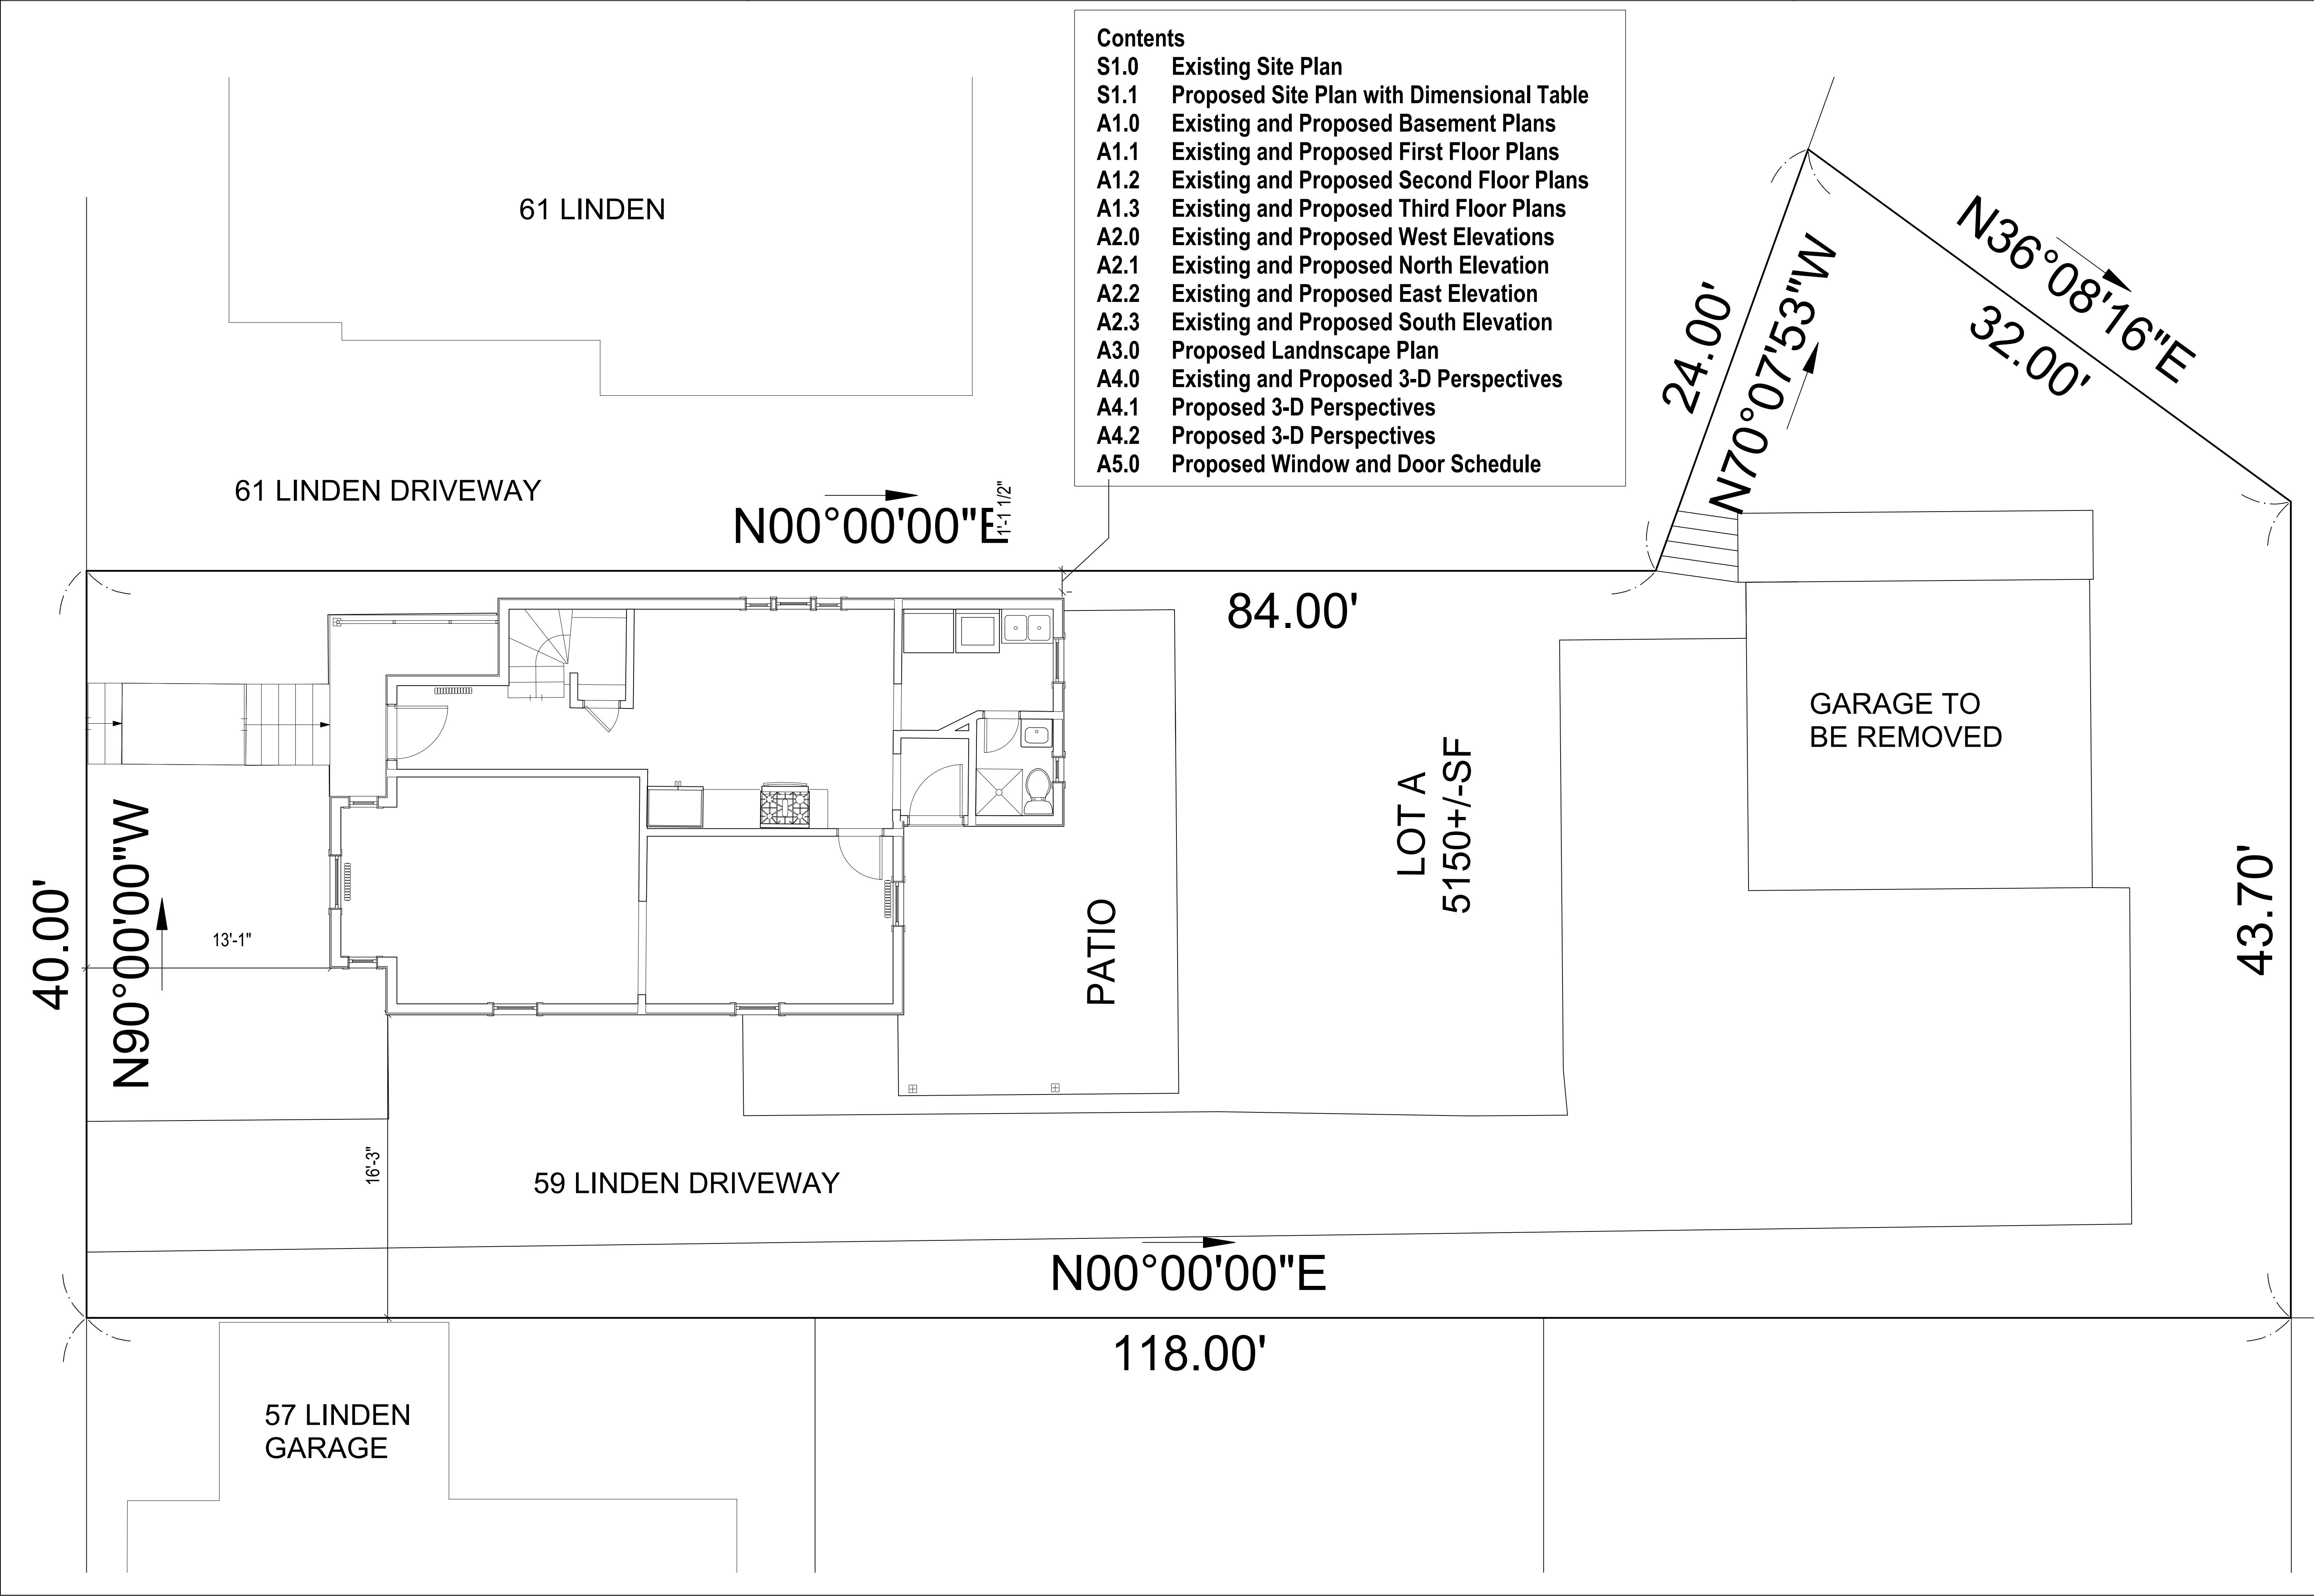 Contents
S1.0 Existing Site Plan
S1.1 Proposed Site Plan with Dimensional Table
A1.0 Existing and Proposed Basement Plans
A1.1 Existing and Proposed First Floor Plans
A1.2 Existing and Proposed Second Floor Plans
A1.3 Existing and Proposed Third Floor Plans
A2.0 Existing and Proposed West Elevations
A2.1 Existing and Proposed North Elevation
A2.2 Existing and Proposed East Elevation
A2.3 Existing and Proposed South Elevation
A3.0 Proposed Landnscape Plan
A4.0 Existing and Proposed 3-D Perspectives
A4.1 Proposed 3-D Perspectives
A4.2 Proposed 3-D Perspectives
A5.0 Proposed Window and Door Schedule
61 LINDEN
61 LINDEN DRIVEWAY
N00°00'00"E
1'-1 1/2"
84.00'
24.00'
N70°07'53"W
N36°08'16"E
32.00'
GARAGE TO
BE REMOVED
LOT A
5150+/-SF
PATIO
43.70'
40.00'
N90°00'00"W
13'-1"
16'-3"
59 LINDEN DRIVEWAY
N00°00'00"E
118.00'
57 LINDEN
GARAGE